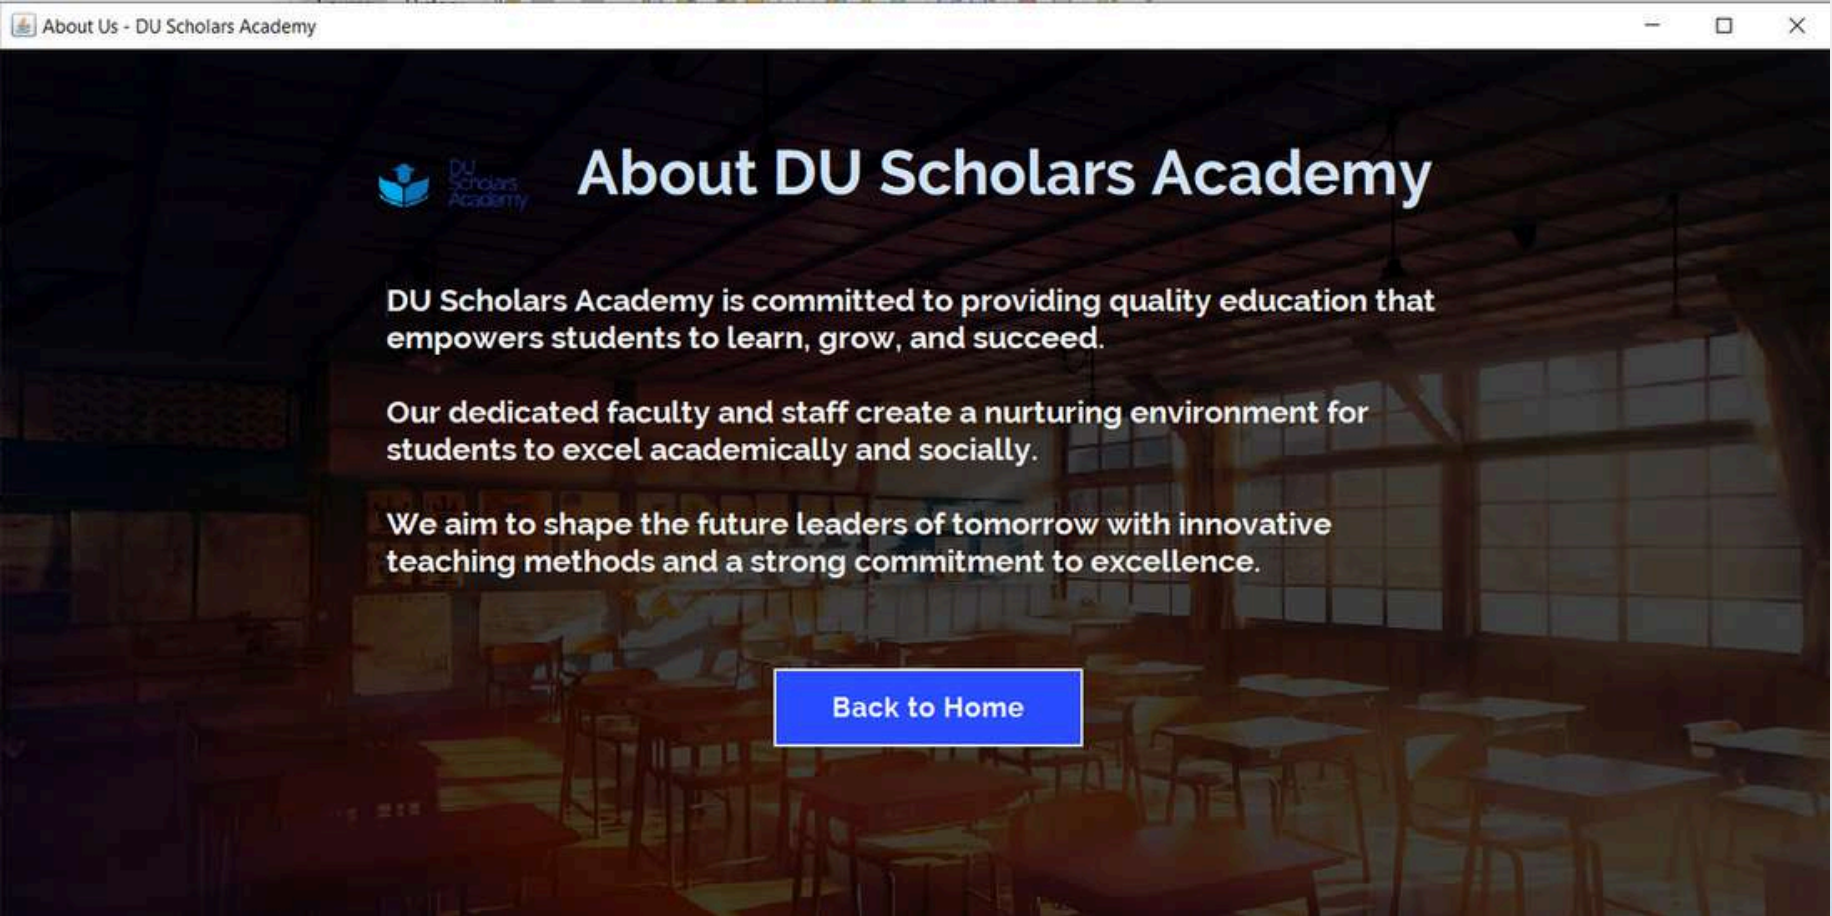 About Us - DU Scholars Academy
DU
Scholars
Academy
About DU Scholars Academy
DU Scholars Academy is committed to providing quality education that
empowers students to learn, grow, and succeed.
Our dedicated faculty and staff create a nurturing environment for
students to excel academically and socially.
We aim to shape the future leaders of tomorrow with innovative
teaching methods and a strong commitment to excellence.
Back to Home